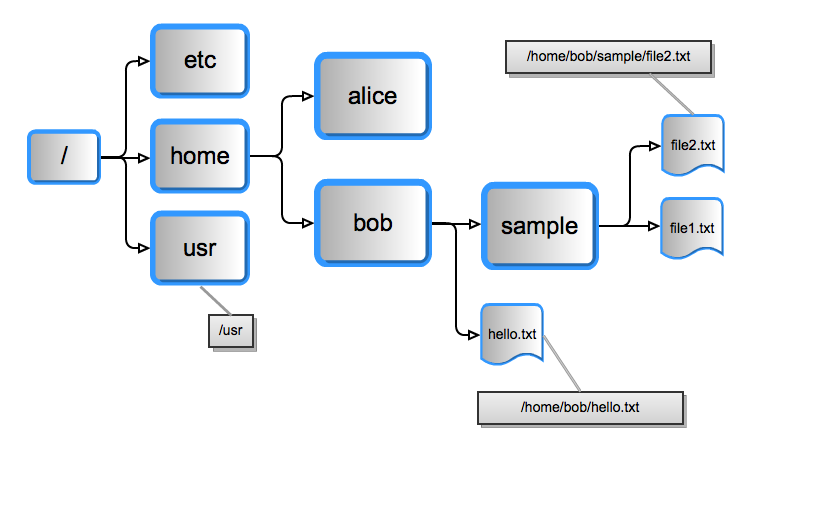 /home/bob/sample/file2.txt
etc
alice
/
home
file2.txt
usr
bob
sample
file1.txt
/usr
hello.txt
/home/bob/hello.txt